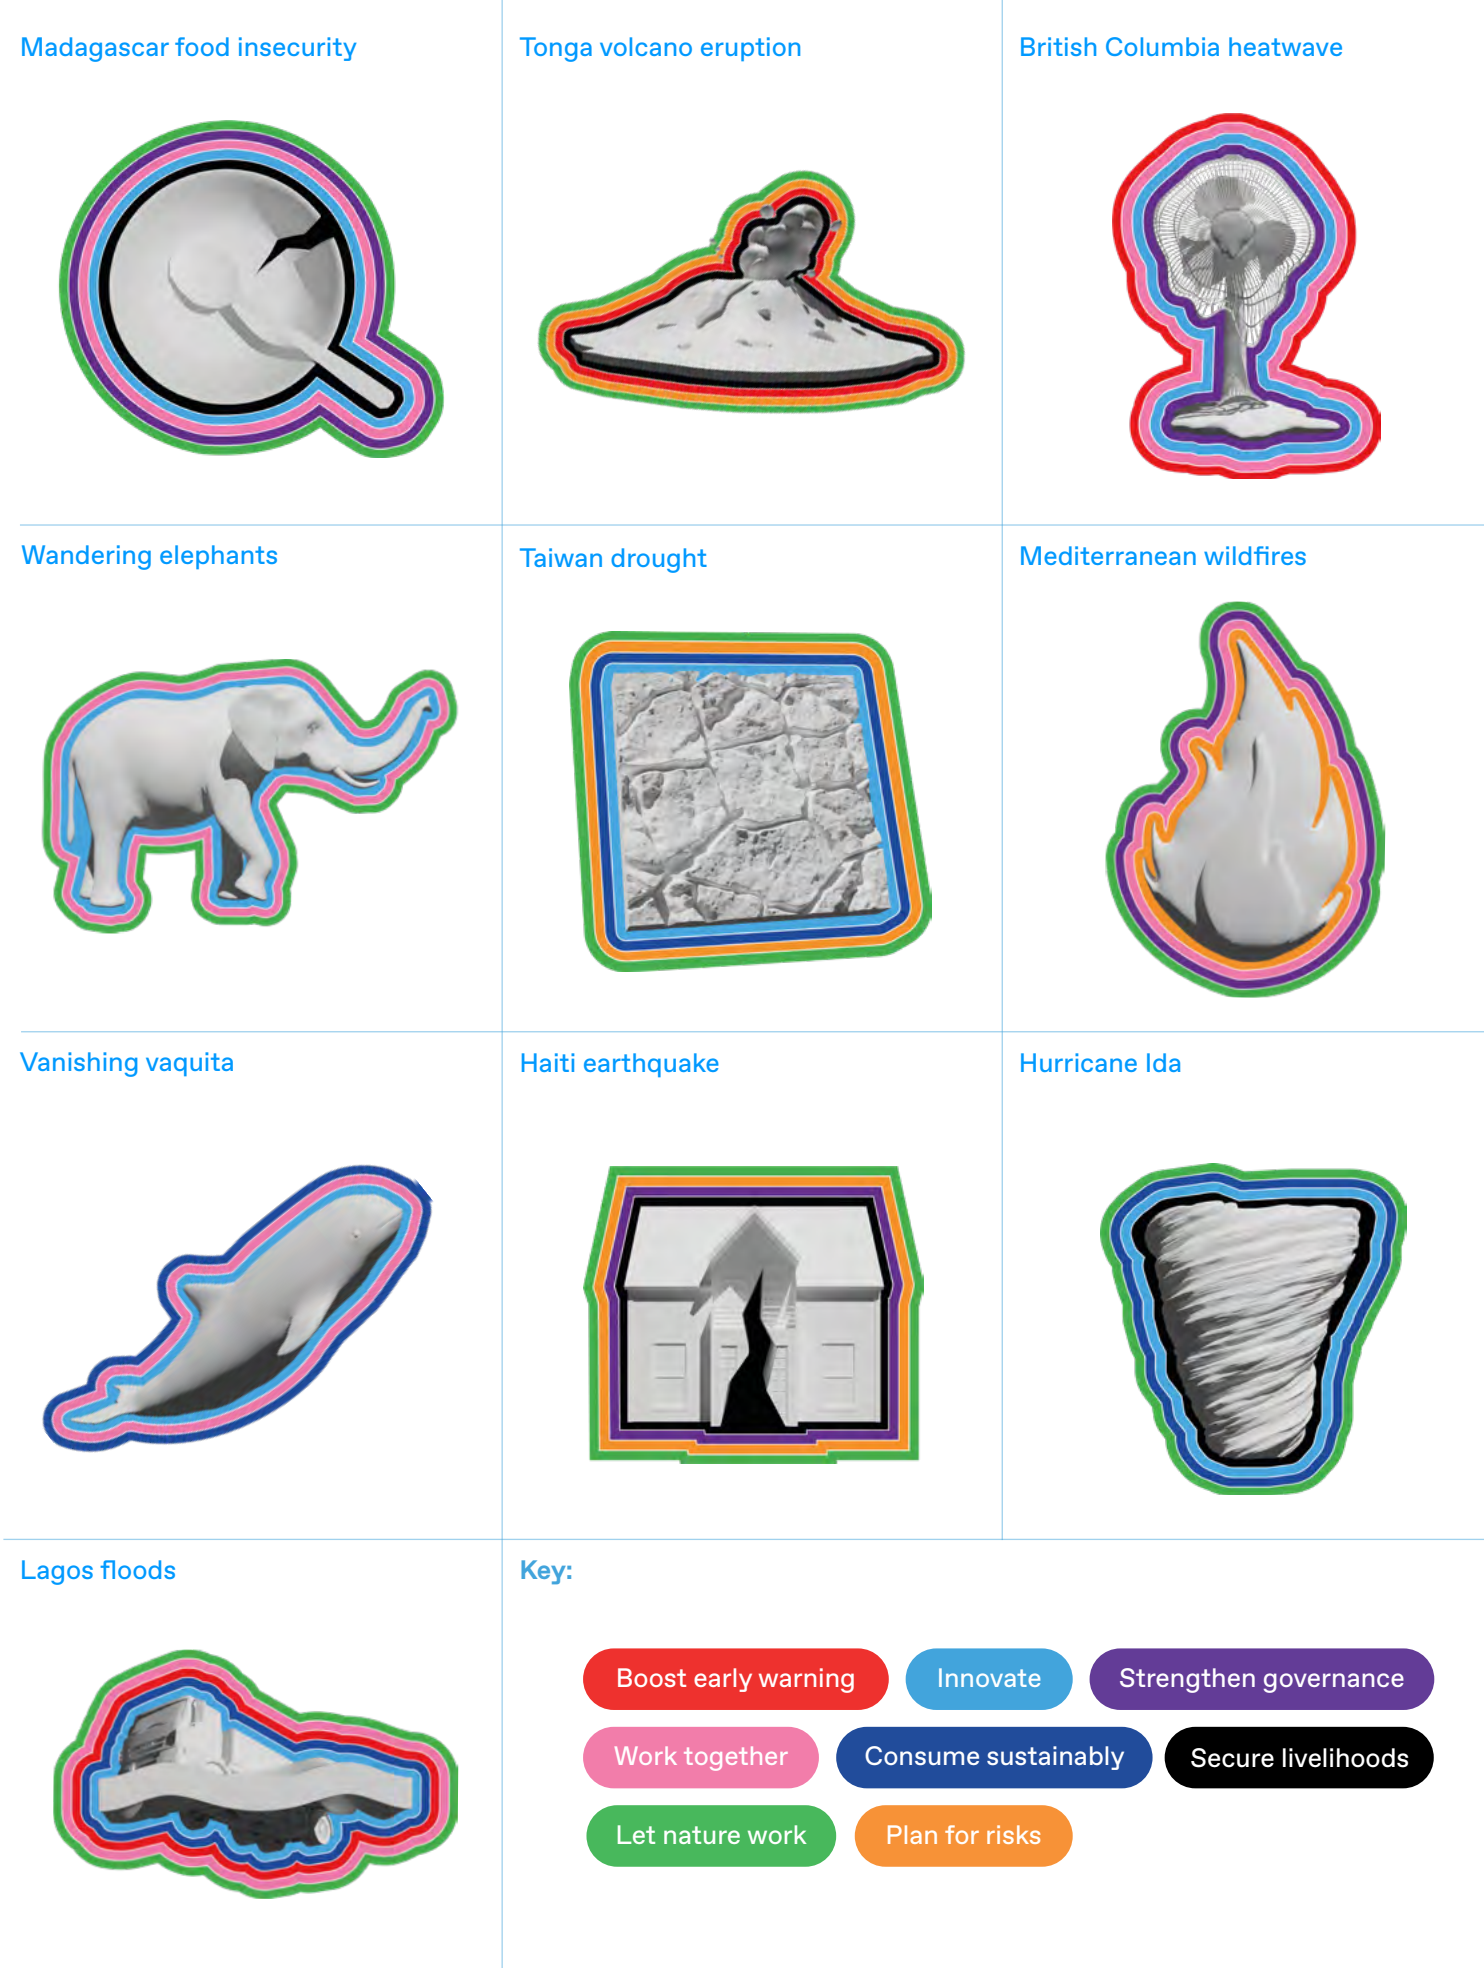 Madagascar food insecurity
Tonga volcano eruption
British Columbia heatwave
Wandering elephants
Taiwan drought
Mediterranean wildfires
Vanishing vaquita
Haiti earthquake
Hurricane Ida
Lagos floods
Key:
Boost early warning
Innovate
Strengthen governance
Work together
Consume sustainably
Secure livelihoods
Let nature work
Plan for risks